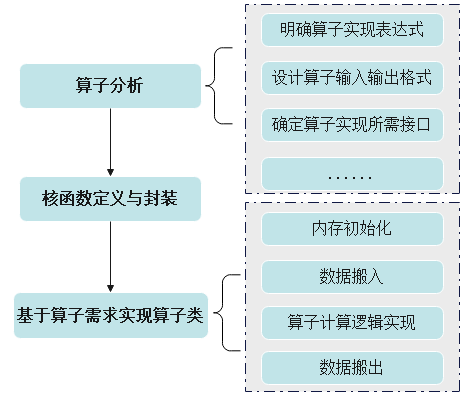 明确算子实现表达式
算子分析
设计算子输入输出格式
确定算子实现所需接口
......
核函数定义与封装
内存初始化
数据搬入
基于算子需求实现算子类
算子计算逻辑实现
数据搬出